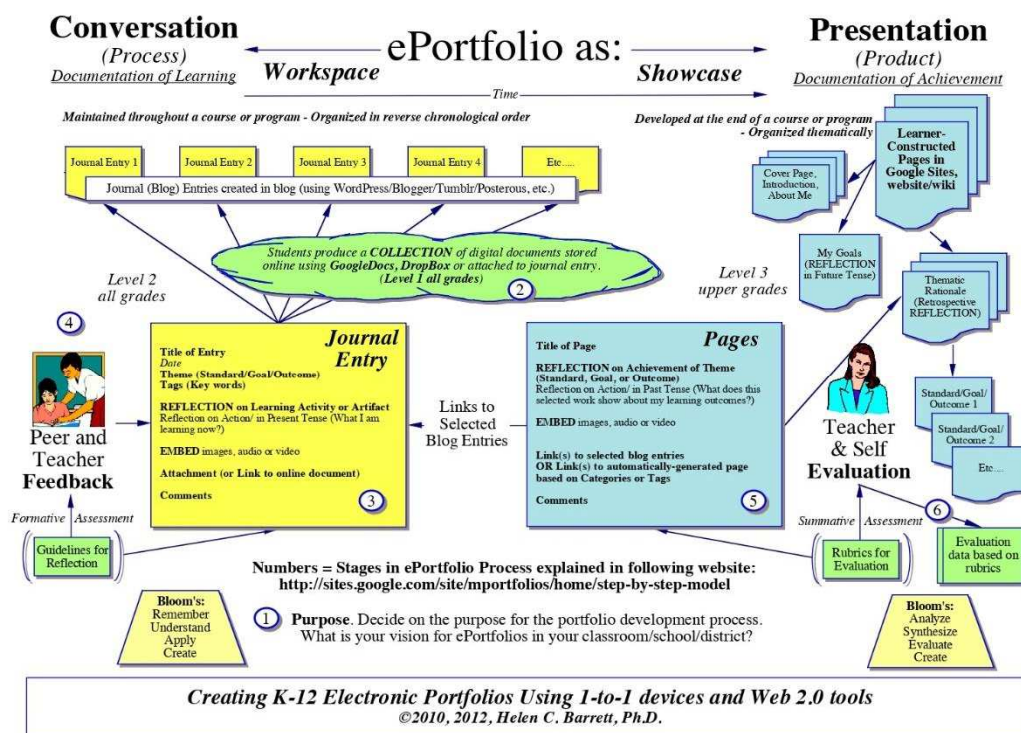 Conversation
(Process)
Documentation of Learning
ePortfolio as:
Workspace
Showcase
Presentation
(Product)
Documentation of Achievement
Time
Maintained throughout a course or program - Organized in reverse chronological order
Developed at the end of a course or program
- Organized thematically
Journal Entry 1
Journal Entry 2
Journal Entry 3
Journal Entry 4
Etc.....
Journal (Blog) Entries created in blog (using WordPress/Blogger/Tumblr/Posterous, etc.)
Cover Page,
Introduction,
About Me
Learner-
Constructed
Pages in
Google Sites,
website/wiki
Students produce a COLLECTION of digital documents stored
online using GoogleDocs, DropBox or attached to journal entry.
(Level 1 all grades)
2
Level 2
all grades
Level 3
upper grades
My Goals
(REFLECTION
in Future Tense)
Thematic
Rationale
(Retrospective
REFLECTION)
4
Peer and
Teacher
Feedback
Journal
Entry
Title of Entry
Date
Theme (Standard/Goal/Outcome)
Tags (Key words)
REFLECTION on Learning Activity or Artifact
Reflection on Action/ in Present Tense (What I am
learning now?)
EMBED images, audio or video
Attachment (or Link to online document)
Comments
3
Links to
Selected
Blog Entries
Pages
Title of Page
REFLECTION on Achievement of Theme
(Standard, Goal, or Outcome)
Reflection on Action/ in Past Tense (What does this
selected work show about my learning outcomes?)
EMBED images, audio or video
Link(s) to selected blog entries
OR Link(s) to automatically-generated page
based on Categories or Tags
Comments
5
Teacher
& Self
Evaluation
Standard/Goal/
Outcome 1
Standard/Goal/
Outcome 2
Etc....
Formative Assessment
Guidelines for
Reflection
Summative Assessment
6
Rubrics for
Evaluation
Evaluation
data based on
rubrics
Numbers = Stages in ePortfolio Process explained in following website:
http://sites.google.com/site/mportfolios/home/step-by-step-model
1 Purpose. Decide on the purpose for the portfolio development process.
What is your vision for ePortfolios in your classroom/school/district?
Bloom's:
Remember
Understand
Apply
Create
Bloom's:
Analyze
Synthesize
Evaluate
Create
Creating K-12 Electronic Portfolios Using 1-to-1 devices and Web 2.0 tools
©2010, 2012, Helen C. Barrett, Ph.D.